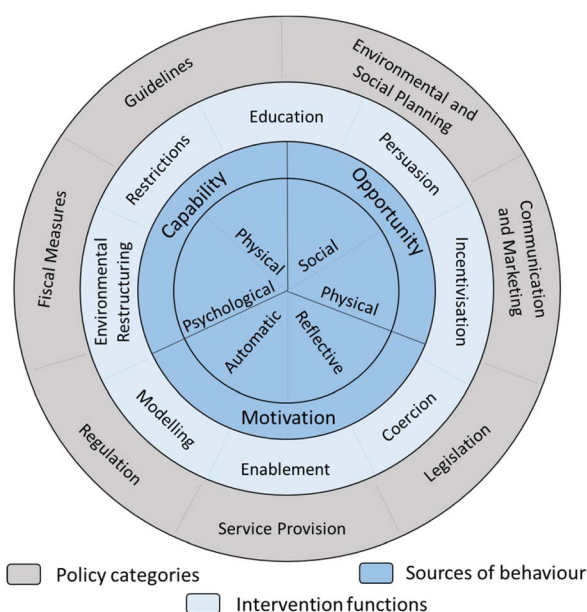 Guidelines
Environmental and
Social Planning
Communication
and Marketing
Legislation
Service Provision
Regulation
Fiscal Measures
Education
Persuasion
Incentivisation
Coercion
Enablement
Modelling
Environmental
Restructuring
Restrictions
Capability
Opportunity
Motivation
Physical
Social
Physical
Reflective
Automatic
Psychological
Policy categories
Sources of behaviour
Intervention functions